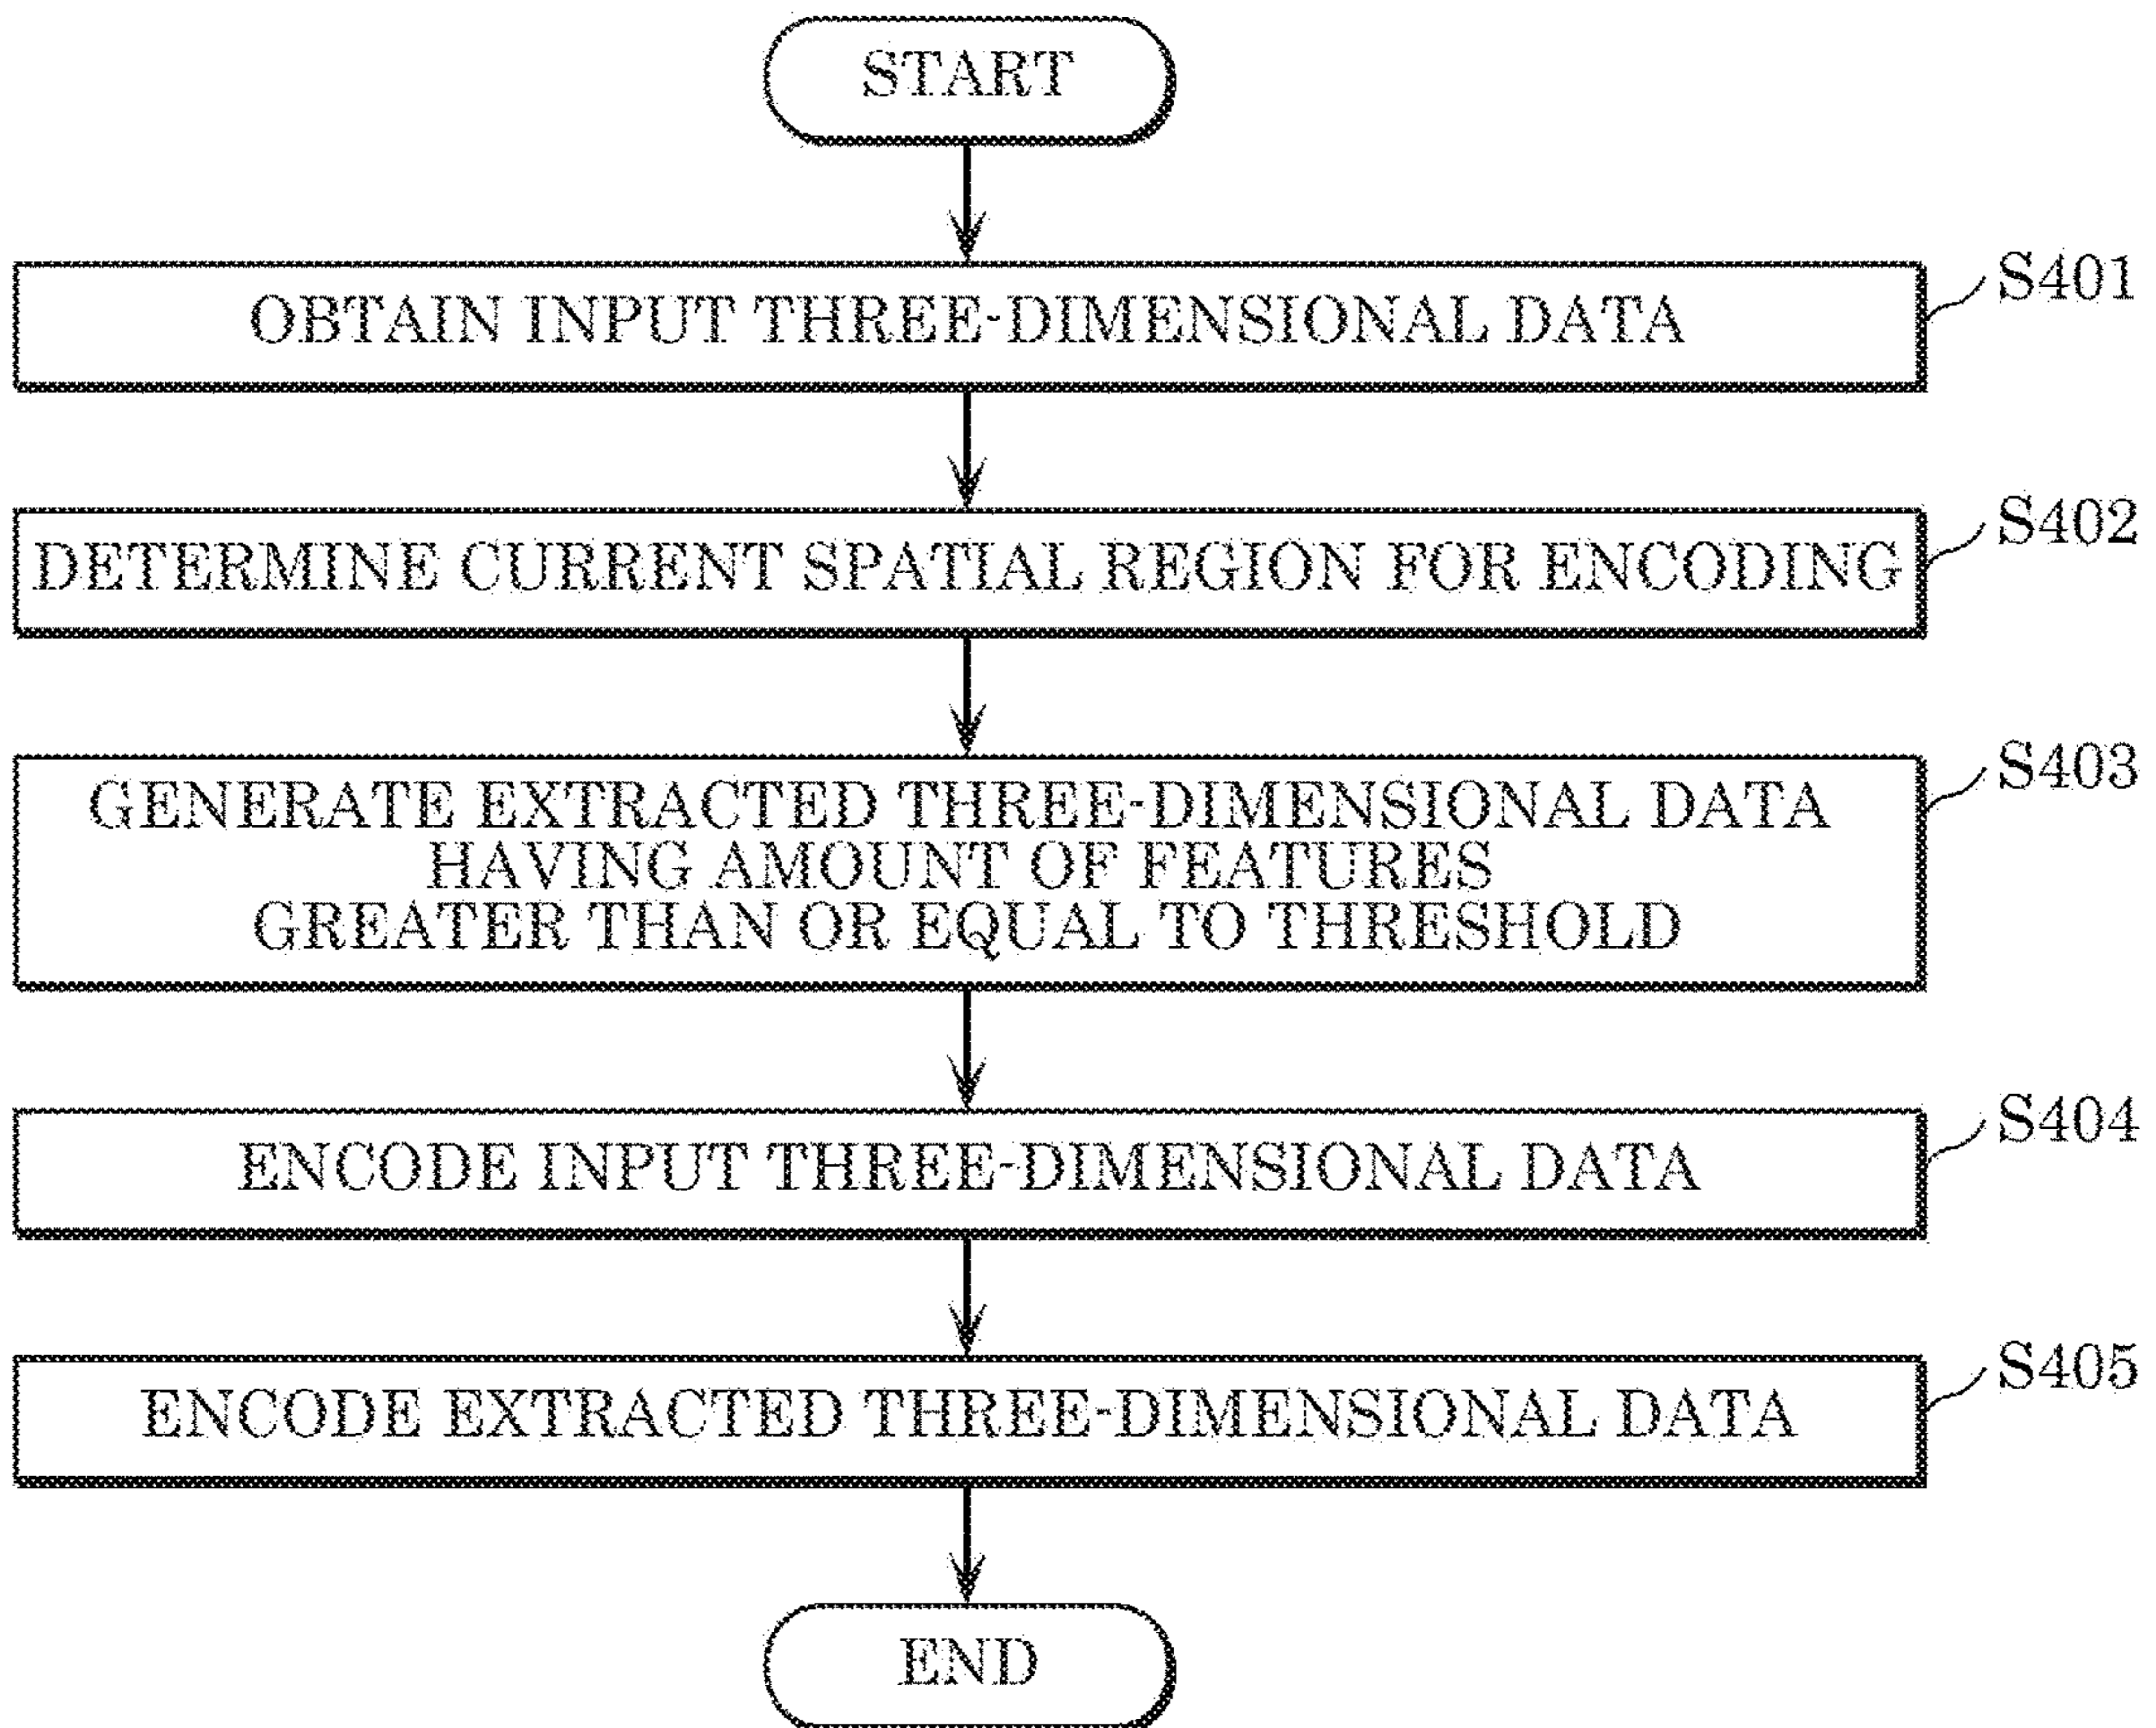 START
OBTAIN INPUT THREE-DIMENSIONAL DATA
S401
DETERMINE CURRENT SPATIAL REGION FOR ENCODING
S402
GENERATE EXTRACTED THREE-DIMENSIONAL DATA
HAVING AMOUNT OF FEATURES
GREATER THAN OR EQUAL TO THRESHOLD
S403
ENCODE INPUT THREE-DIMENSIONAL DATA
S404
ENCODE EXTRACTED THREE-DIMENSIONAL DATA
S405
END